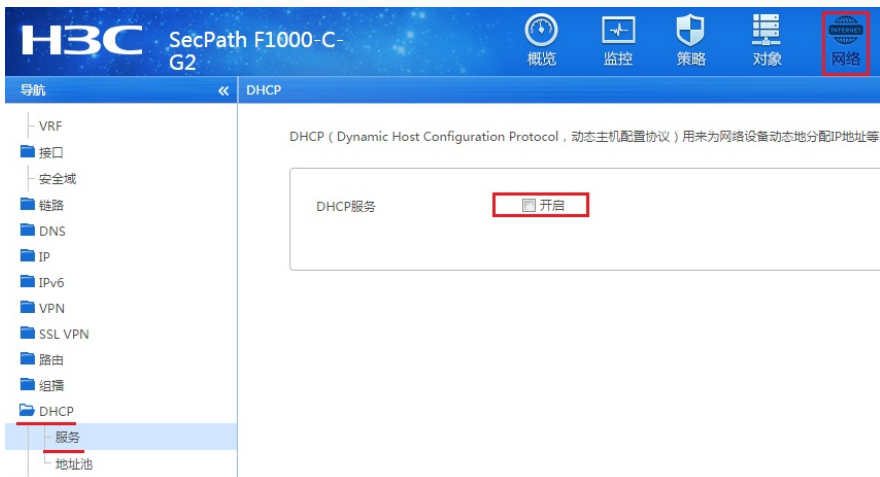 H3C SecPath F1000-C-G2
概览 监控 策略 对象 INTERNET 网络
导航 «
DHCP
VRF
接口
安全域
链路
DNS
IP
IPv6
VPN
SSL VPN
路由
组播
DHCP
服务
地址池
DHCP（Dynamic Host Configuration Protocol，动态主机配置协议）用来为网络设备动态地分配IP地址等
DHCP服务 开启